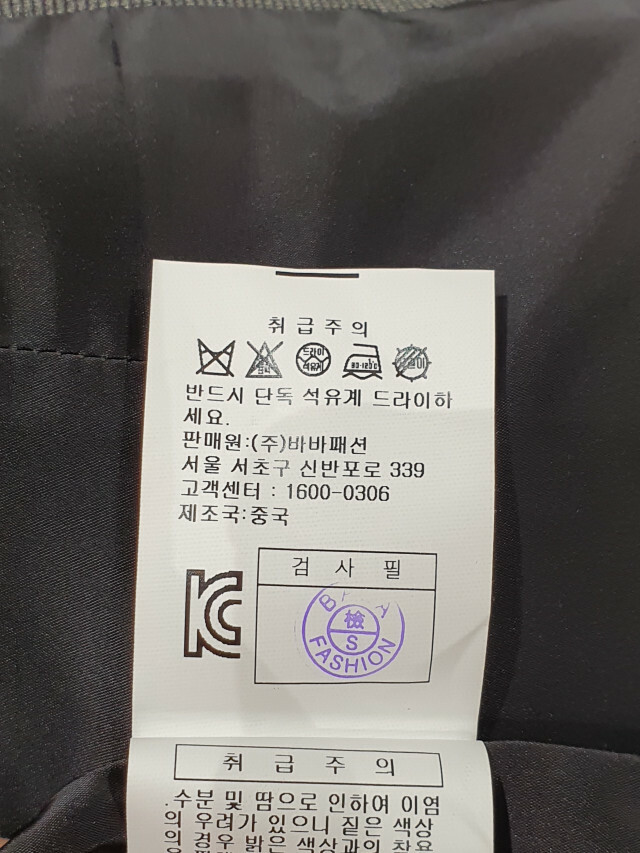 취급주의
드라이
석유계
80-120℃
반드시 단독 석유계 드라이하
세요.
판매원:(주)바바패션
서울 서초구 신반포로 339
고객센터 : 1600-0306
제조국:중국
검 사 필
檢
S
FASHION
취 급 주 의
.수분 및 땀으로 인하여 이염
의 우려가 있으니 짙은 색상
의 경우 밝은 색상과의 착용